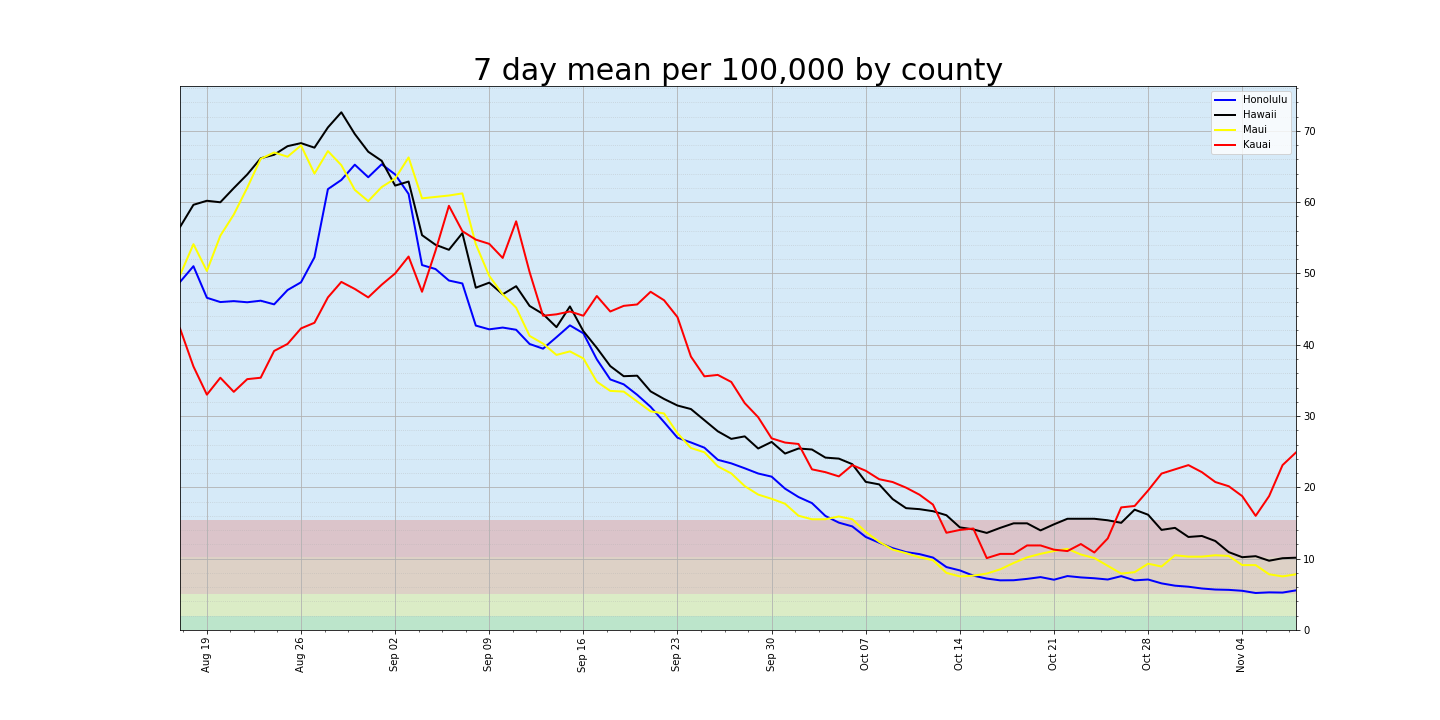 7 day mean per 100,000 by county
Honolulu
Hawaii
Maui
Kauai
70
60
50
40
30
20
10
0
Aug 19
Aug 26
Sep 02
Sep 09
Sep 16
Sep 23
Sep 30
Oct 07
Oct 14
Oct 21
Oct 28
Nov 04